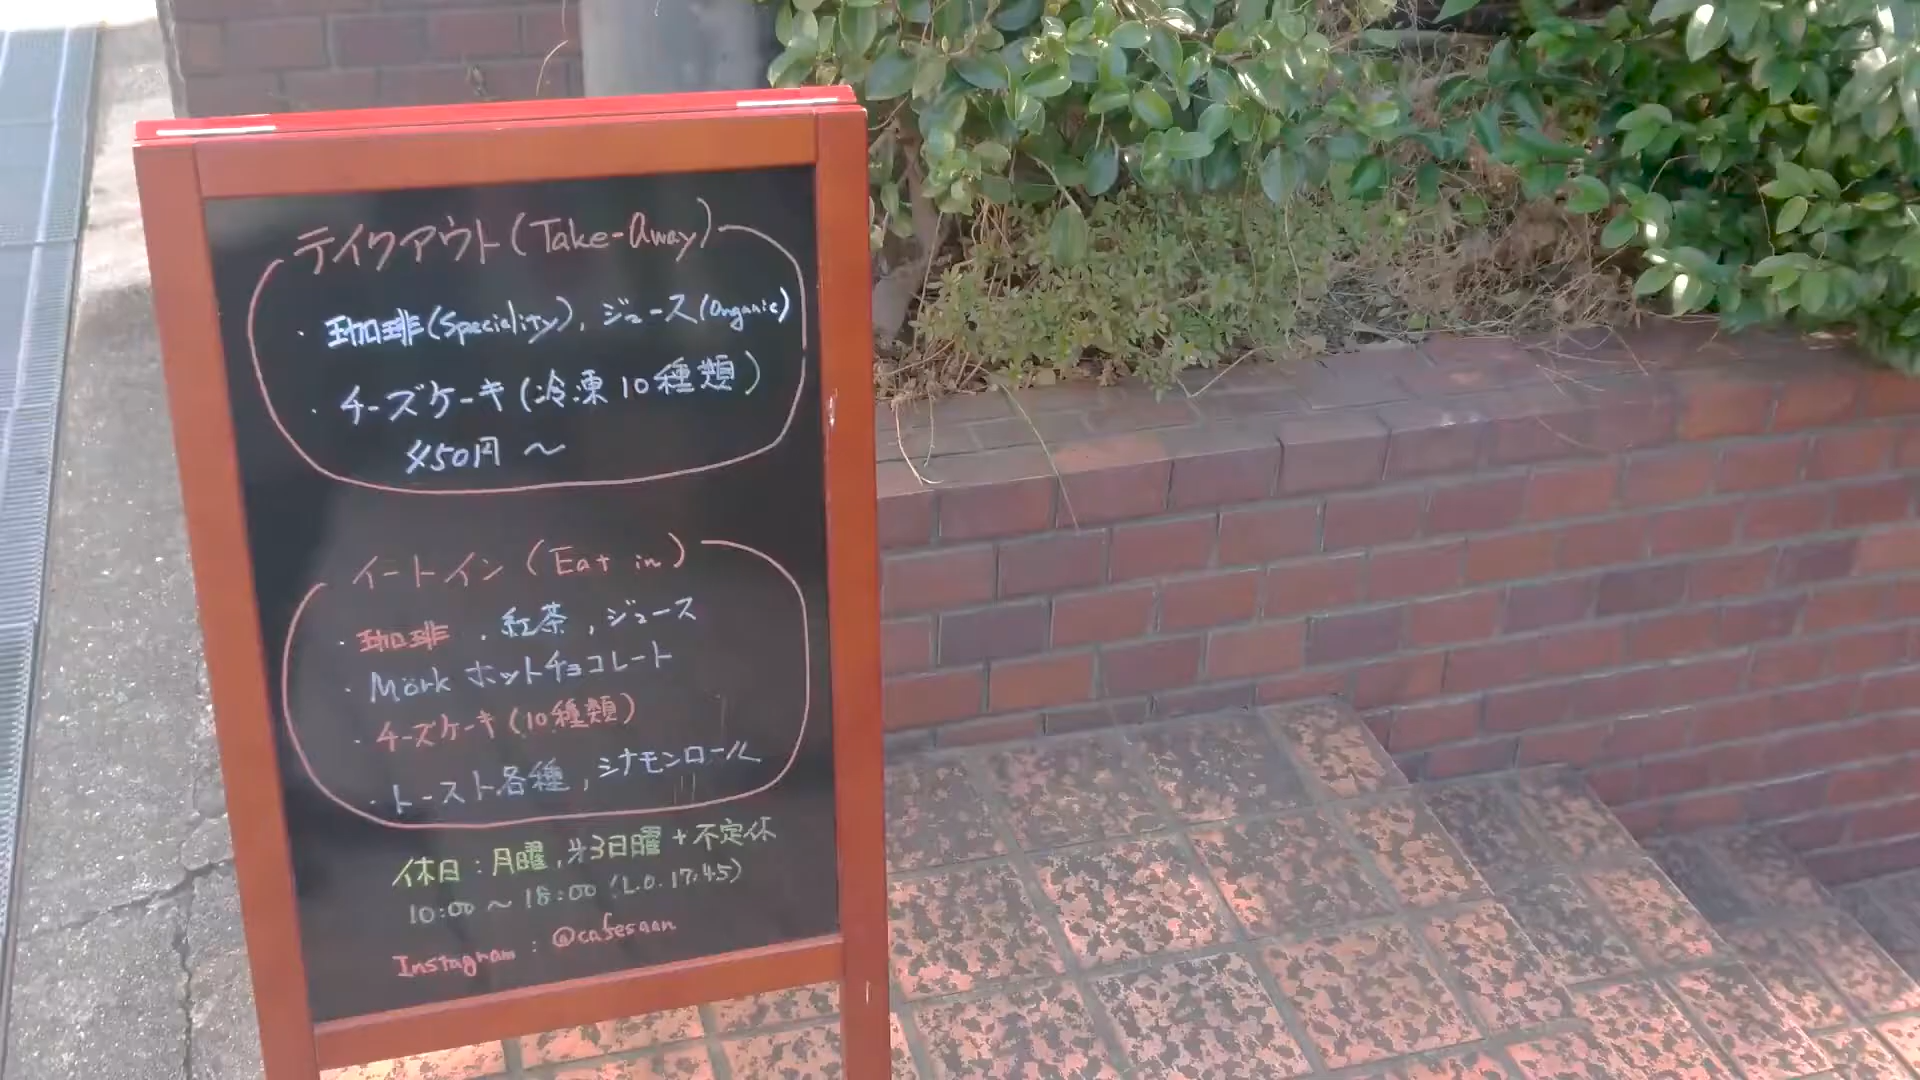 テイクアウト(Take-Away)
・珈琲(Speciality), ジュース(Organic)
・チーズケーキ(冷凍10種類)
450円 ～
イートイン (Eat in)
・珈琲 . 紅茶 , ジュース
・Mörk ホットチョコレート
・チーズケーキ(10種類)
・トースト各種 , シナモンロール
休日 : 月曜 , 㐧3日曜 + 不定休
10:00 ～ 18:00 (L.O. 17:45)
Instagram : @cafesaan